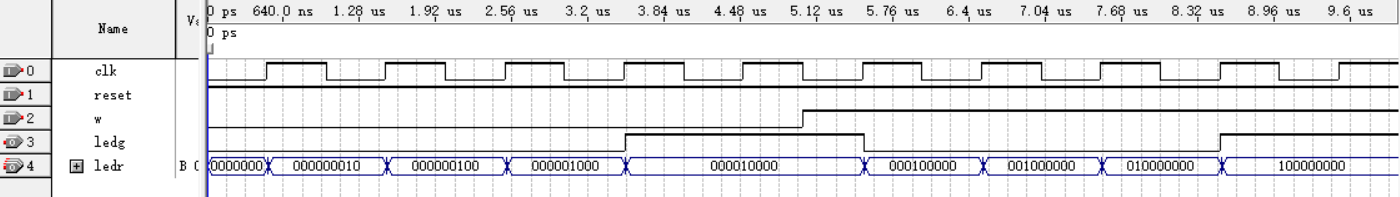 Name Va 0 ps 640.0 ns 1.28 us 1.92 us 2.56 us 3.2 us 3.84 us 4.48 us 5.12 us 5.76 us 6.4 us 7.04 us 7.68 us 8.32 us 8.96 us 9.6 us
0 ps
0 clk
1 reset
2 w
3 ledg
4 ledr B 0000000 000000010 000000100 000001000 000010000 000100000 001000000 010000000 100000000